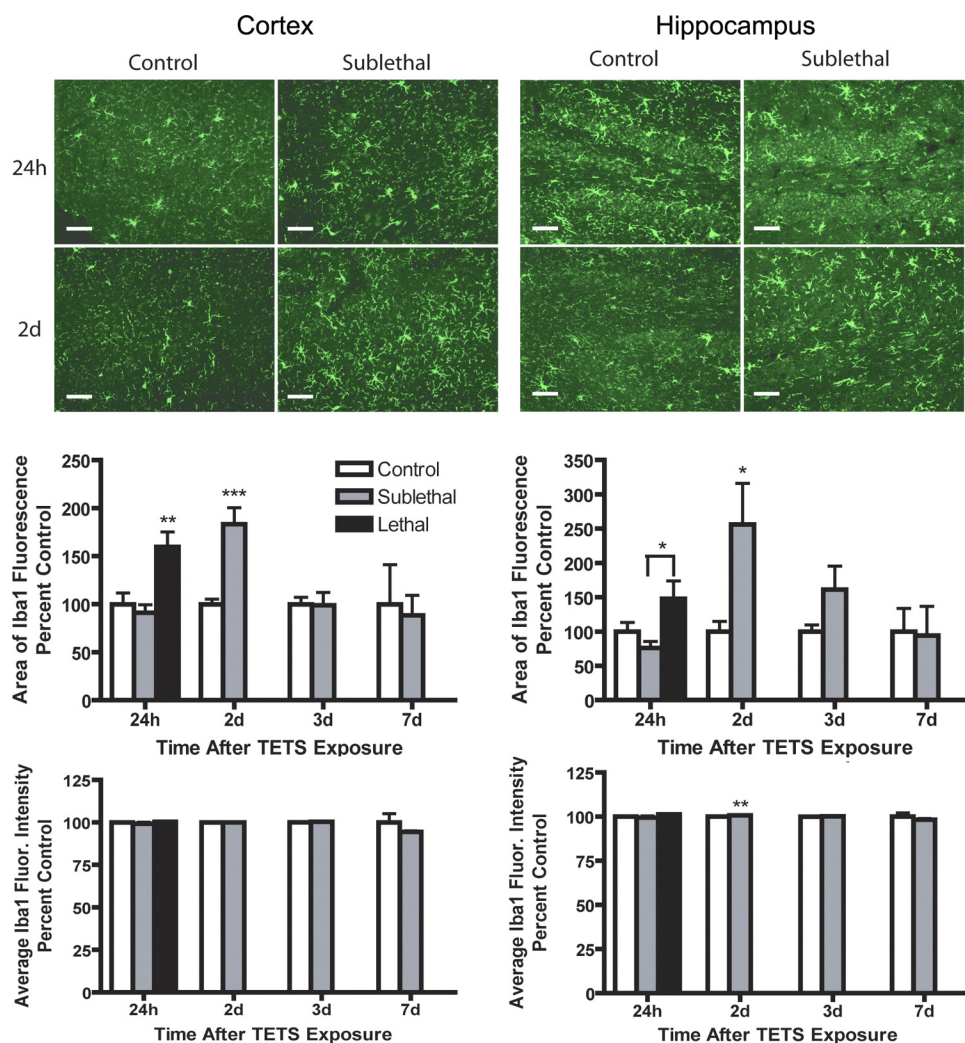 Cortex
Hippocampus
Control
Sublethal
Control
Sublethal
24h
2d
Area of Iba1 Fluorescence
Percent Control
250
200
150
100
50
0
**
***
Control
Sublethal
Lethal
24h
2d
3d
7d
Time After TETS Exposure
Area of Iba1 Fluorescence
Percent Control
350
300
250
200
150
100
50
0
*
*
24h
2d
3d
7d
Time After TETS Exposure
Average Iba1 Fluor. Intensity
Percent Control
125
100
75
50
25
0
24h
2d
3d
7d
Time After TETS Exposure
Average Iba1 Fluor. Intensity
Percent Control
125
100
75
50
25
0
**
24h
2d
3d
7d
Time After TETS Exposure